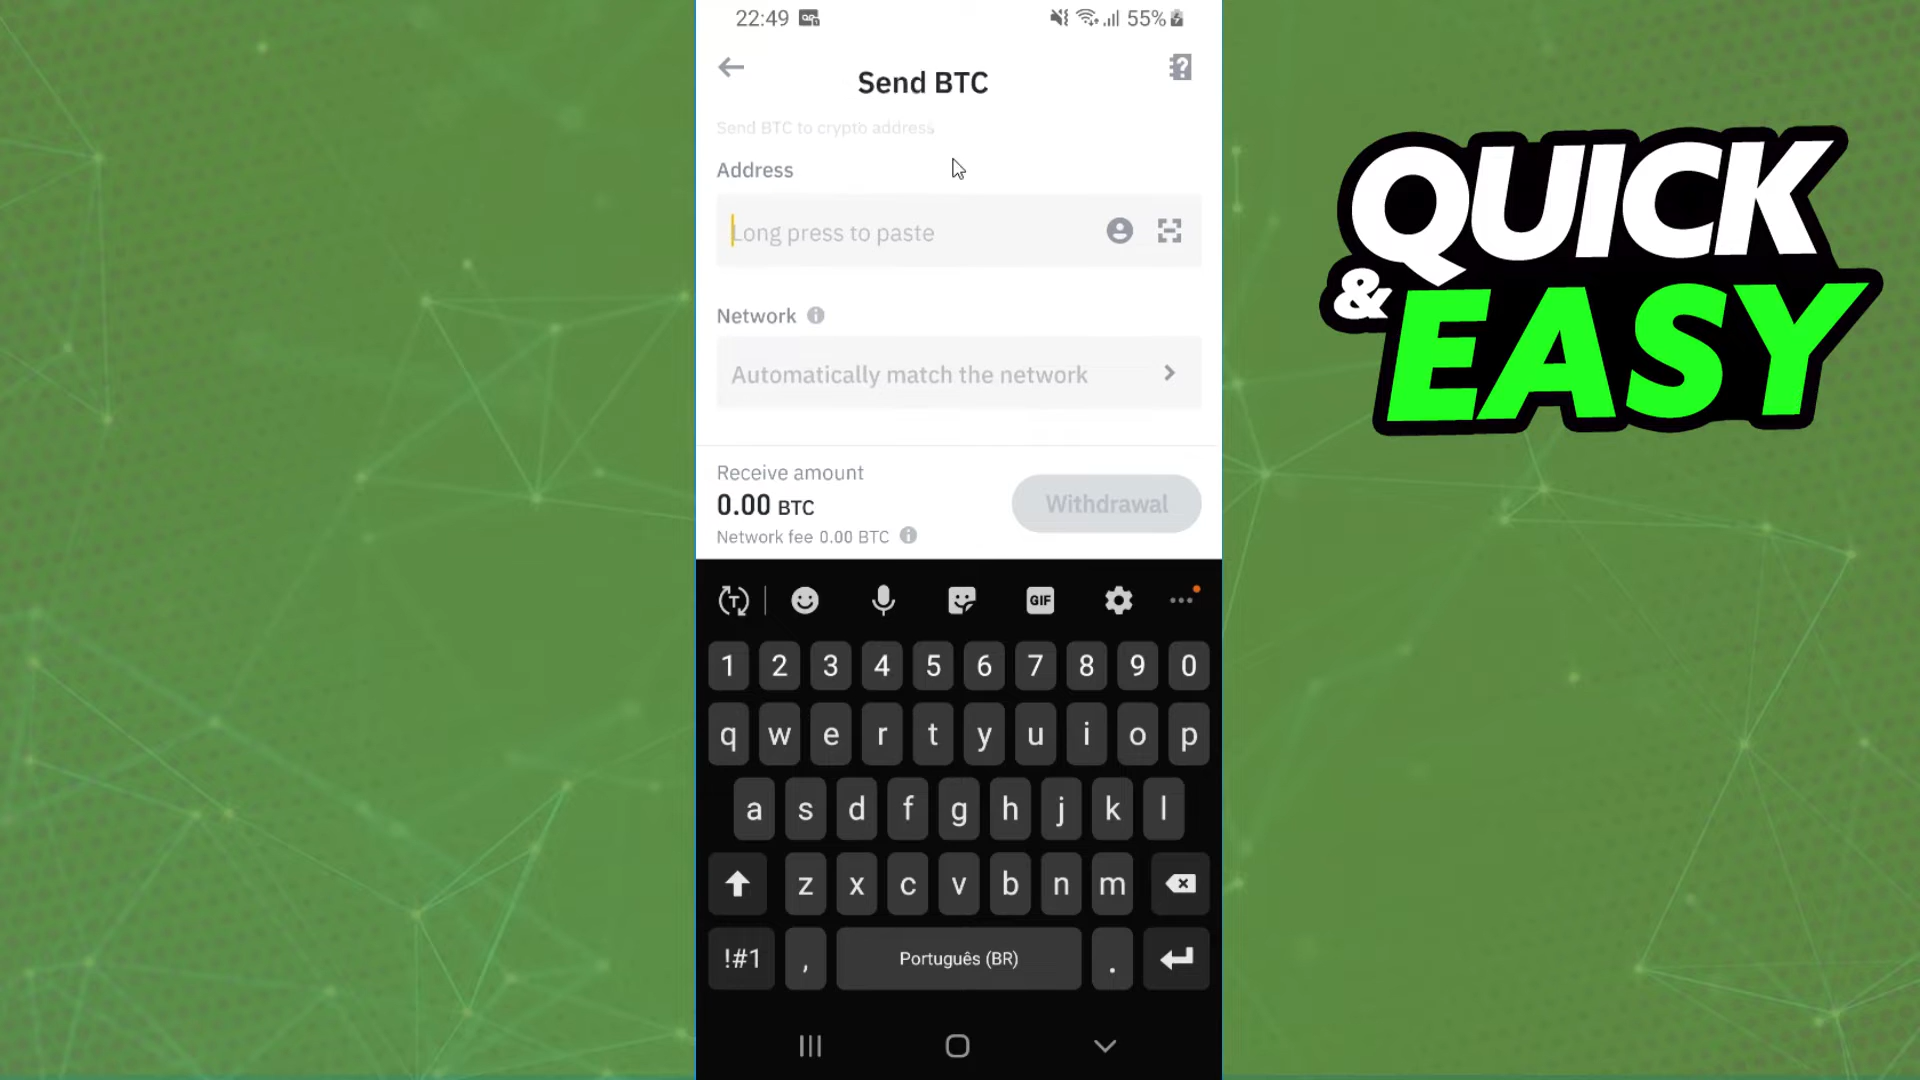 22:49
55%
Send BTC
Send BTC to crypto address
Address
Long press to paste
Network
Automatically match the network
Receive amount
0.00 BTC
Withdrawal
Network fee 0.00 BTC
GIF
1 2 3 4 5 6 7 8 9 0
q w e r t y u i o p
a s d f g h j k l
z x c v b n m
!#1 , Português (BR) .
QUICK
& EASY